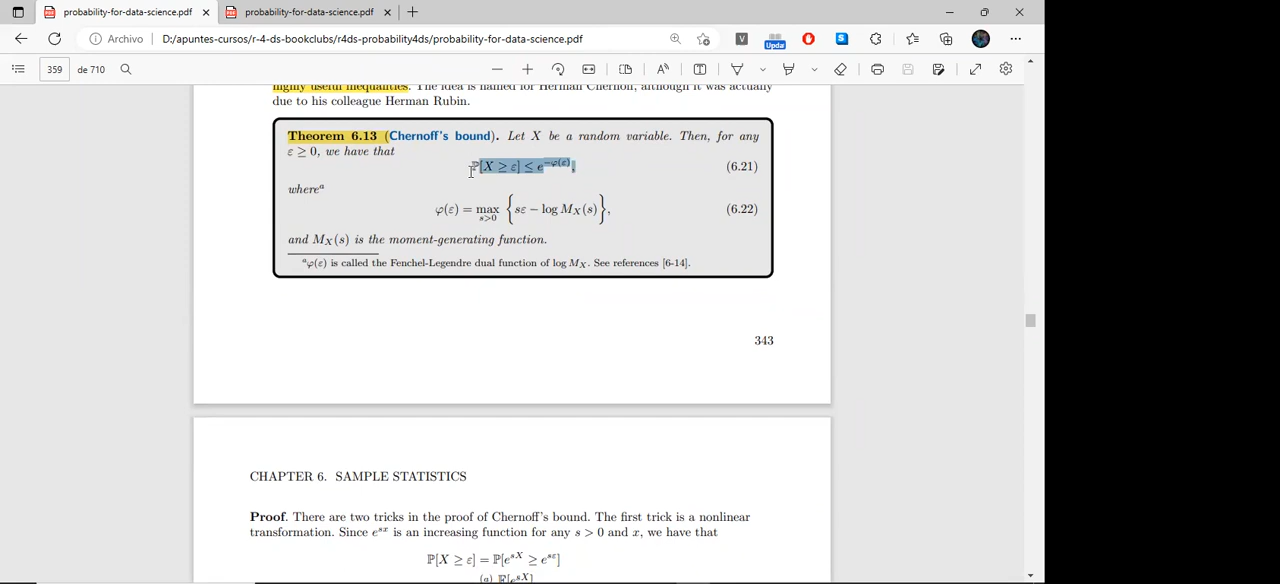 probability-for-data-science.pdf
probability-for-data-science.pdf
Archivo D:/apuntes-cursos/r-4-ds-bookclubs/r4ds-probability4ds/probability-for-data-science.pdf
V
Upda
S
359 de 710
highly useful inequalities. The idea is named for Herman Chernoff, although it was actually
due to his colleague Herman Rubin.
Theorem 6.13 (Chernoff's bound). Let X be a random variable. Then, for any
ε ≥ 0, we have that
ℙ[X ≥ ε] ≤ e^{−φ(ε)}, (6.21)
where^a
φ(ε) = max_{s>0} {sε − log M_X(s)}, (6.22)
and M_X(s) is the moment-generating function.
^aφ(ε) is called the Fenchel-Legendre dual function of log M_X. See references [6-14].
343
CHAPTER 6. SAMPLE STATISTICS
Proof. There are two tricks in the proof of Chernoff's bound. The first trick is a nonlinear
transformation. Since e^{sx} is an increasing function for any s > 0 and x, we have that
ℙ[X ≥ ε] = ℙ[e^{sX} ≥ e^{sε}]
(a) 𝔼[e^{sX}]